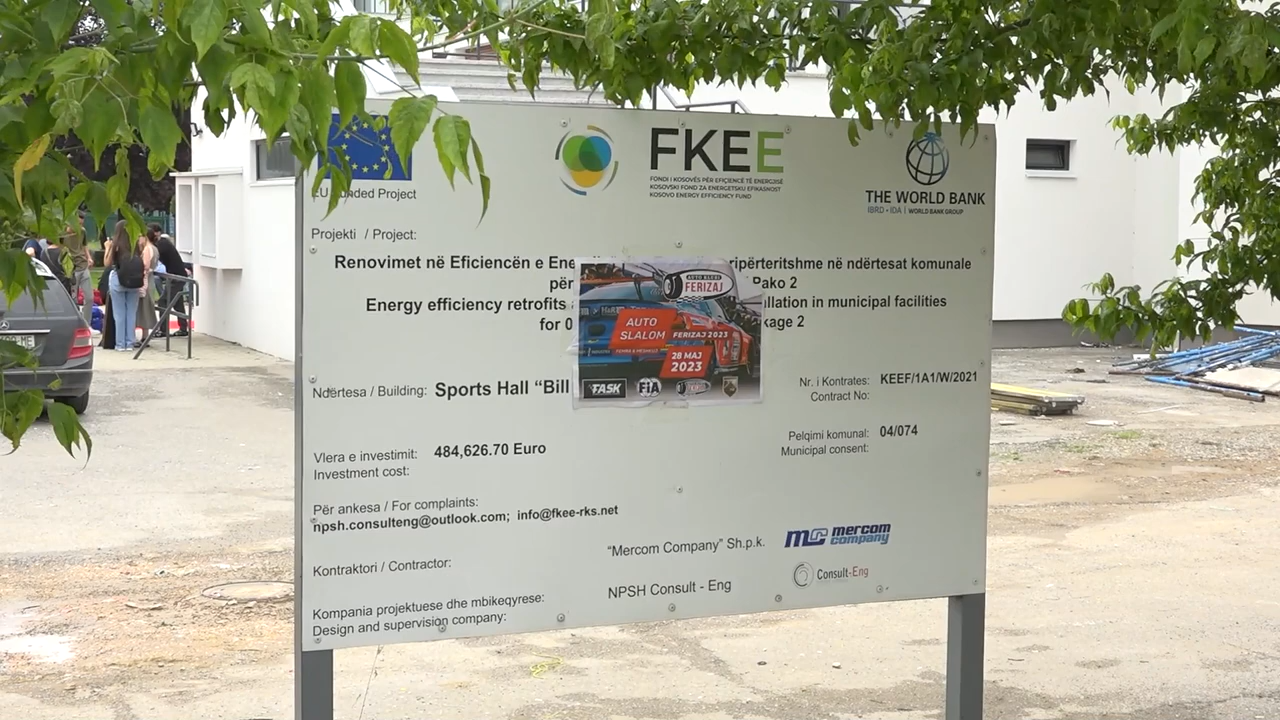 EU Funded Project
FKEE
FONDI I KOSOVËS PËR EFIÇIENCË TË ENERGJISË
KOSOVSKI FOND ZA ENERGETSKU EFIKASNOST
KOSOVO ENERGY EFFICIENCY FUND
THE WORLD BANK
IBRD • IDA | WORLD BANK GROUP
Projekti / Project:
Renovimet në Eficiencën e Ene ripërteritshme në ndërtesat komunale
për Pako 2
Energy efficiency retrofits allation in municipal facilities
for 0 kage 2
AUTO KLUBI
FERIZAJ
AUTO
SLALOM
FERIZAJ 2023
28 MAJ
2023
TASK
FIA
Ndërtesa / Building: Sports Hall “Bill
Nr. i Kontrates: KEEF/1A1/W/2021
Contract No:
Vlera e investimit: 484,626.70 Euro
Investment cost:
Pelqimi komunal: 04/074
Municipal consent:
Për ankesa / For complaints:
npsh.consulteng@outlook.com; info@fkee-rks.net
Kontraktori / Contractor: “Mercom Company” Sh.p.k.
mercom
company
Kompania projektuese dhe mbikeqyrese: NPSH Consult - Eng
Design and supervision company:
Consult-Eng